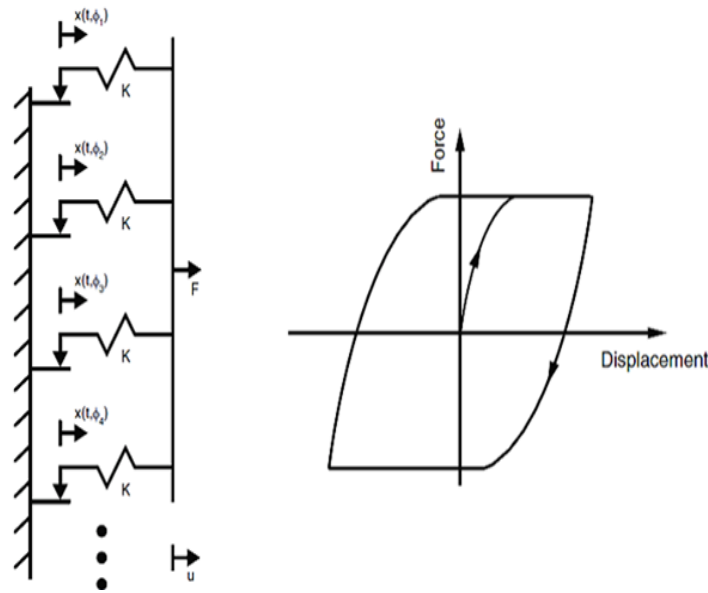 x(t,ϕ₁)
K
x(t,ϕ₂)
K
x(t,ϕ₃)
K
F
x(t,ϕ₄)
K
u
Force
Displacement